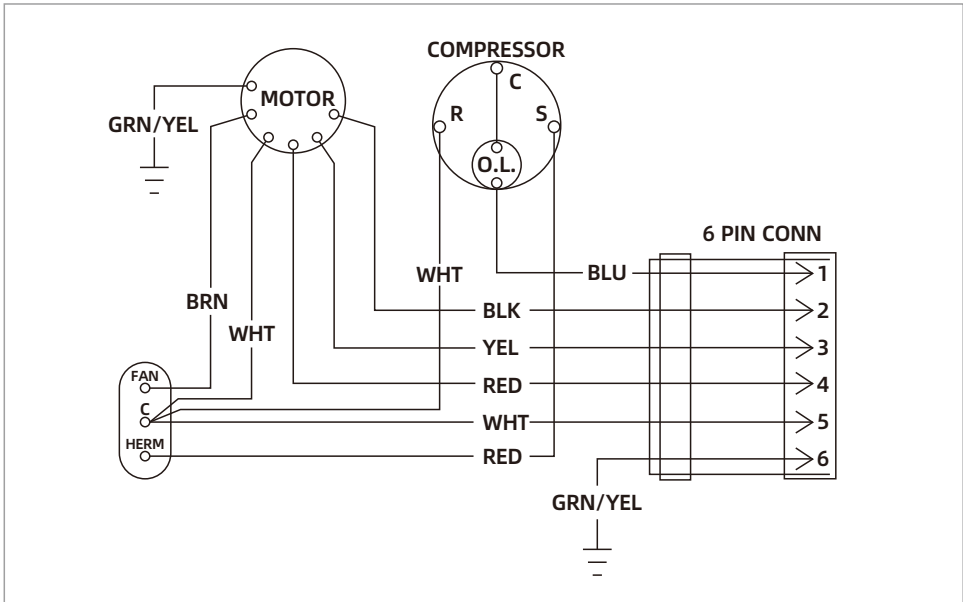 COMPRESSOR
MOTOR
C
R
S
GRN/YEL
O.L.
6 PIN CONN
WHT
BLU
1
BRN
BLK
2
WHT
YEL
3
FAN
RED
4
C
WHT
5
HERM
RED
6
GRN/YEL